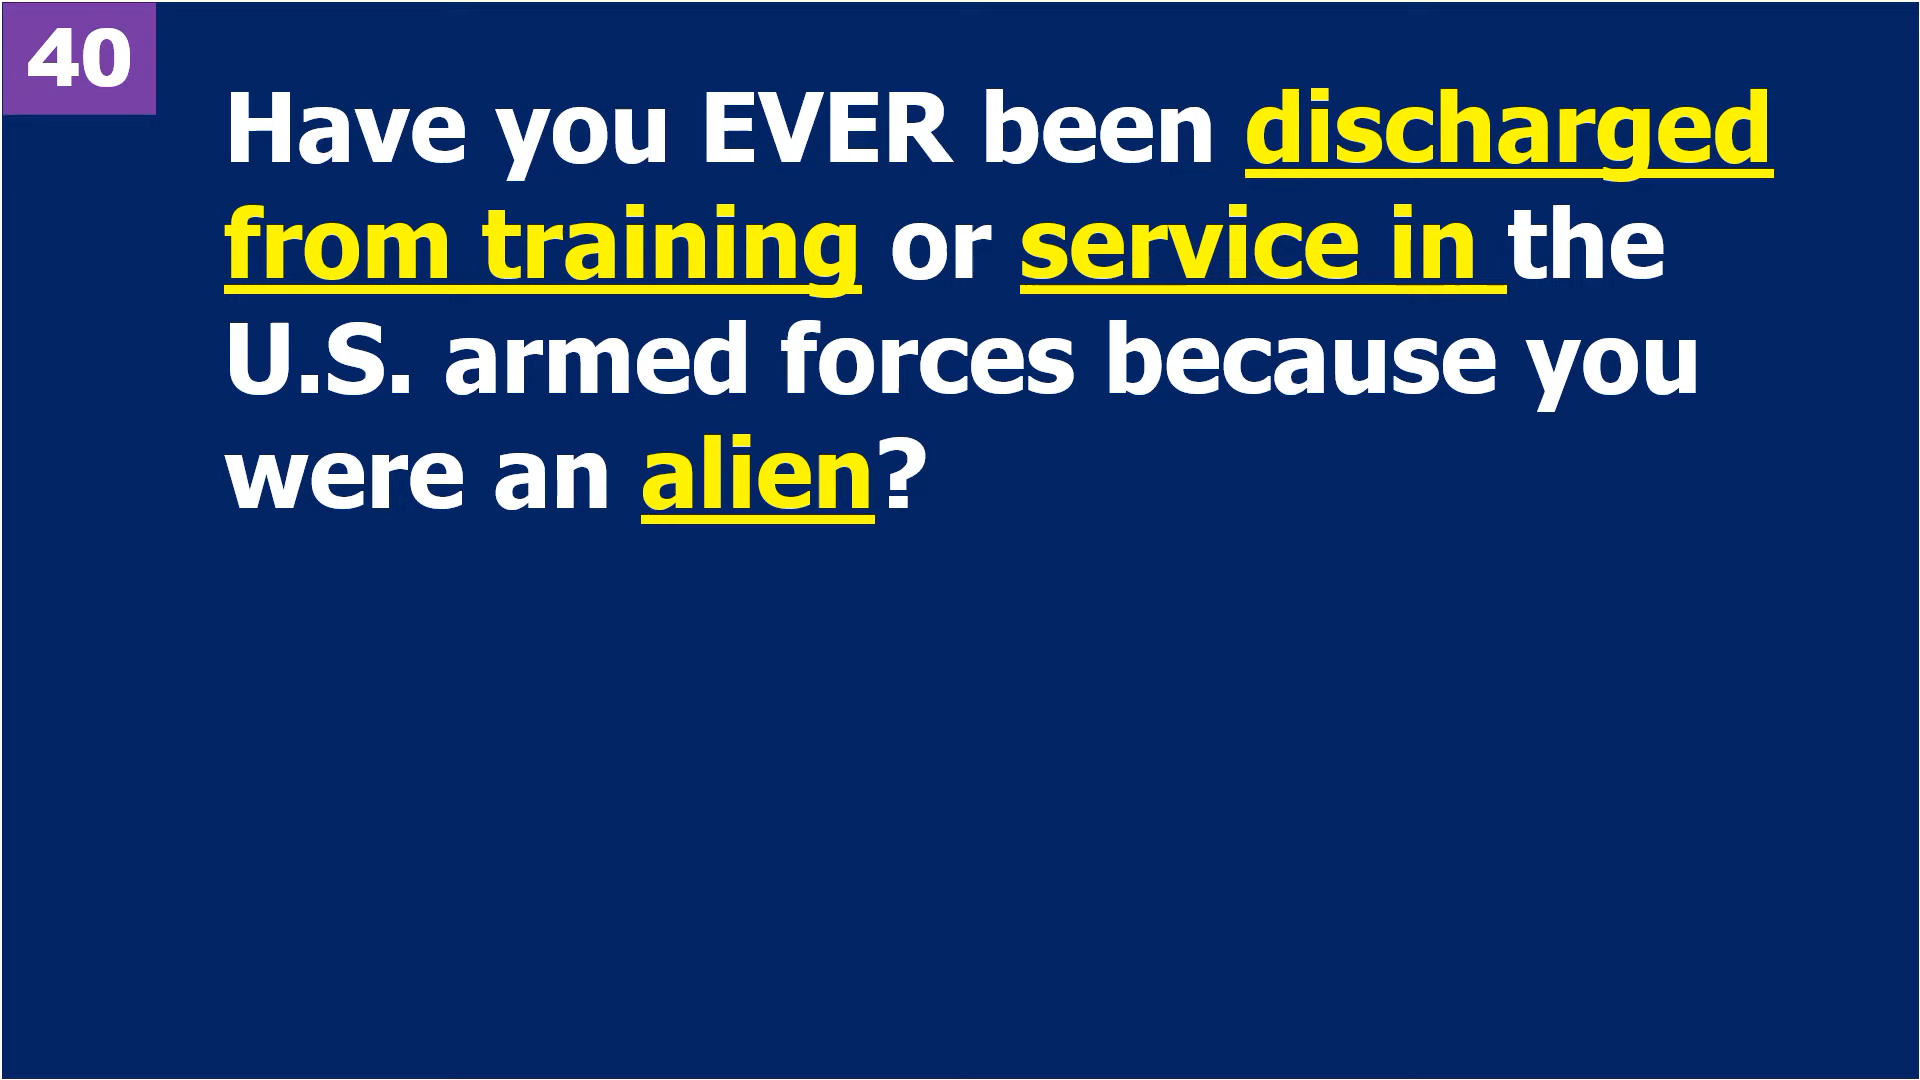 40
Have you EVER been discharged
from training or service in the
U.S. armed forces because you
were an alien?